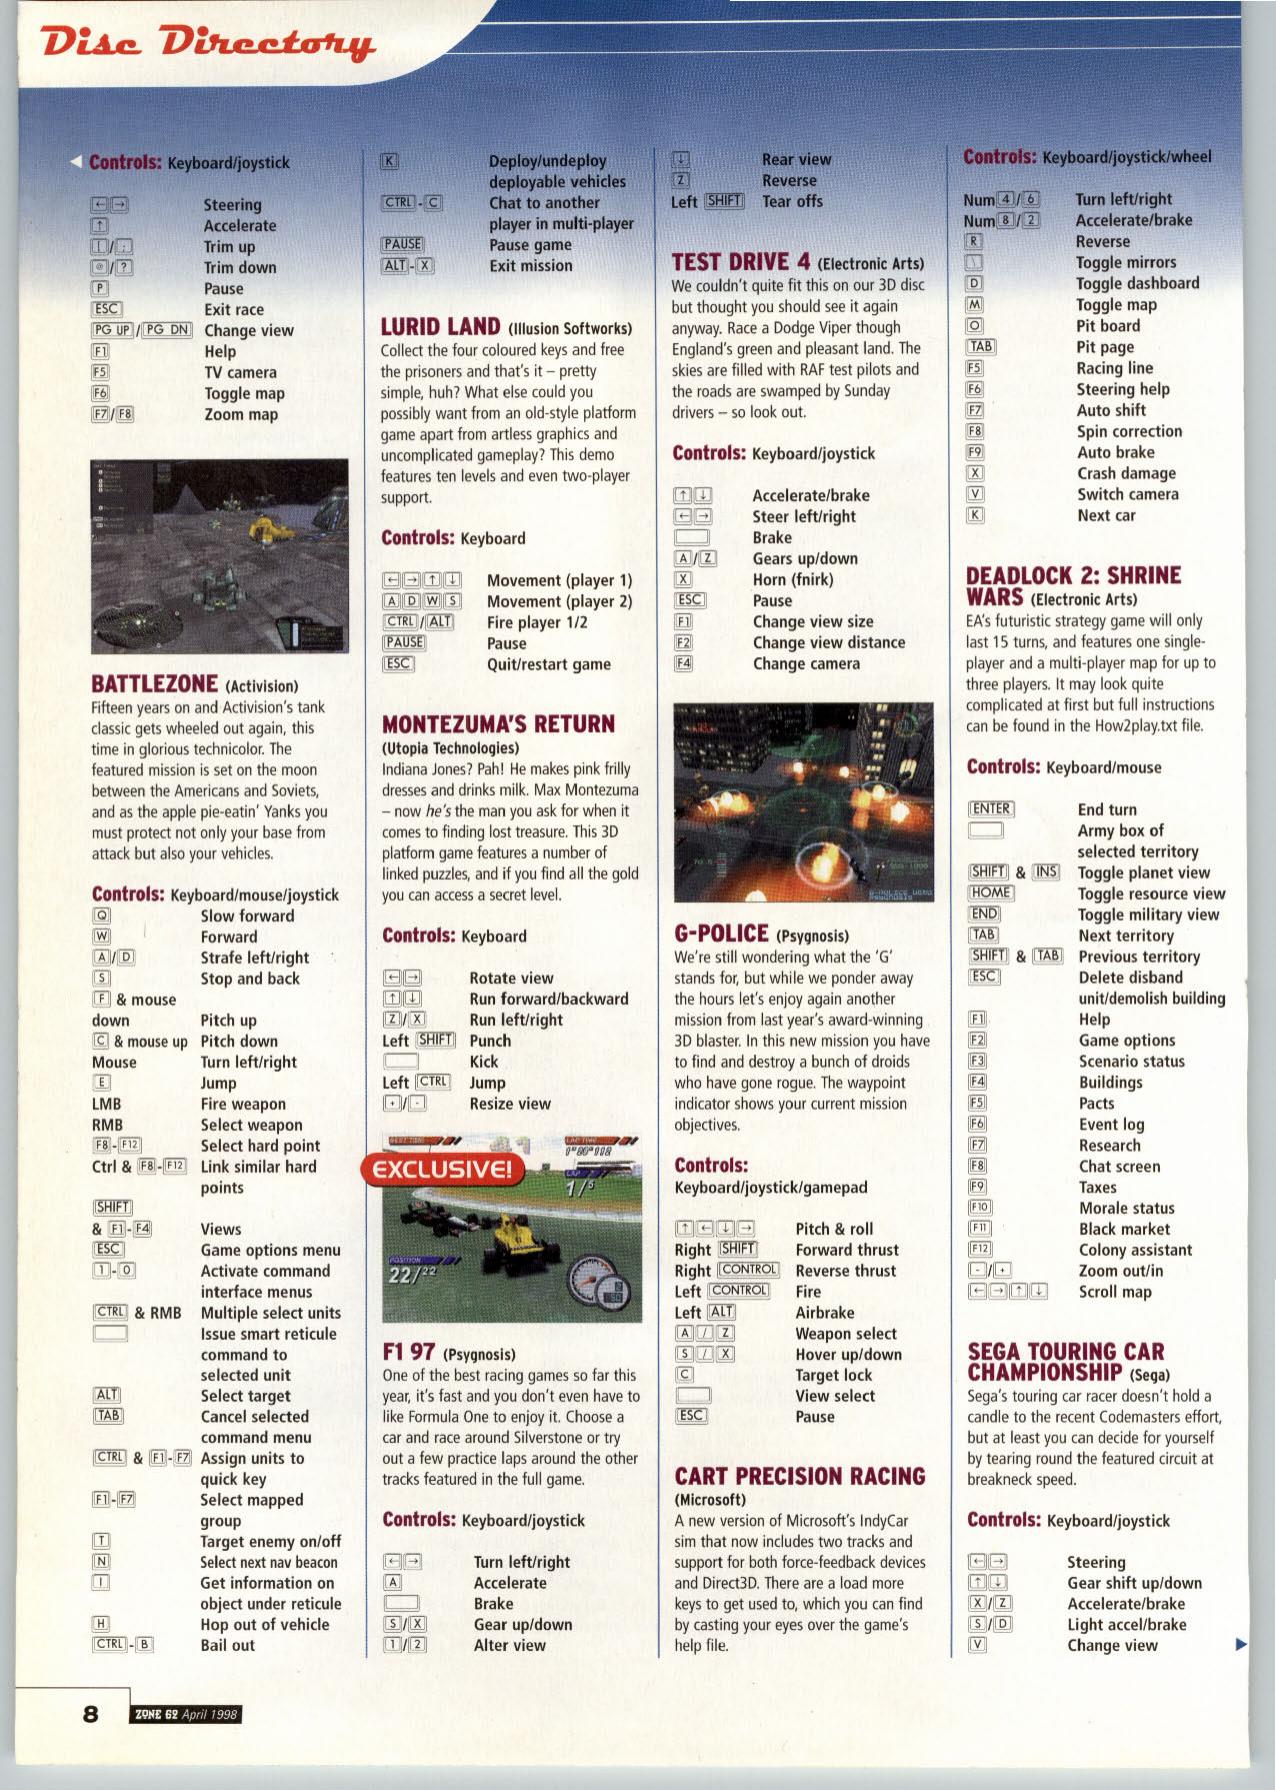 Disc Directory
Controls: Keyboard/joystick
← → Steering
↑ Accelerate
[ / ; Trim up
@ / ? Trim down
P Pause
ESC Exit race
PG UP / PG DN Change view
F1 Help
F5 TV camera
F6 Toggle map
F7/F8 Zoom map
BATTLEZONE (Activision)
Fifteen years on and Activision's tank
classic gets wheeled out again, this
time in glorious technicolor. The
featured mission is set on the moon
between the Americans and Soviets,
and as the apple pie-eatin' Yanks you
must protect not only your base from
attack but also your vehicles.
Controls: Keyboard/mouse/joystick
Q Slow forward
W Forward
A/D Strafe left/right
S Stop and back
F & mouse
down Pitch up
C & mouse up Pitch down
Mouse Turn left/right
E Jump
LMB Fire weapon
RMB Select weapon
F8-F12 Select hard point
Ctrl & F8-F12 Link similar hard
points
SHIFT
& F1-F4 Views
ESC Game options menu
1-0 Activate command
interface menus
CTRL & RMB Multiple select units
Issue smart reticule
command to
selected unit
ALT Select target
TAB Cancel selected
command menu
CTRL & F1-F7 Assign units to
quick key
F1-F7 Select mapped
group
T Target enemy on/off
N Select next nav beacon
I Get information on
object under reticule
H Hop out of vehicle
CTRL-B Bail out
K Deploy/undeploy
deployable vehicles
CTRL-C Chat to another
player in multi-player
PAUSE Pause game
ALT-X Exit mission
LURID LAND (Illusion Softworks)
Collect the four coloured keys and free
the prisoners and that's it – pretty
simple, huh? What else could you
possibly want from an old-style platform
game apart from artless graphics and
uncomplicated gameplay? This demo
features ten levels and even two-player
support.
Controls: Keyboard
← → ↑ ↓ Movement (player 1)
A D W S Movement (player 2)
CTRL/ALT Fire player 1/2
PAUSE Pause
ESC Quit/restart game
MONTEZUMA'S RETURN
(Utopia Technologies)
Indiana Jones? Pah! He makes pink frilly
dresses and drinks milk. Max Montezuma
– now he's the man you ask for when it
comes to finding lost treasure. This 3D
platform game features a number of
linked puzzles, and if you find all the gold
you can access a secret level.
Controls: Keyboard
← → Rotate view
↑ ↓ Run forward/backward
Z/X Run left/right
Left SHIFT Punch
Kick
Left CTRL Jump
+/- Resize view
EXCLUSIVE!
BEST TIME
LAP TIME
0'00"008
1/5
POSITION
22/22
F1 97 (Psygnosis)
One of the best racing games so far this
year, it's fast and you don't even have to
like Formula One to enjoy it. Choose a
car and race around Silverstone or try
out a few practice laps around the other
tracks featured in the full game.
Controls: Keyboard/joystick
← → Turn left/right
A Accelerate
Brake
S/X Gear up/down
1/2 Alter view
↓ Rear view
Z Reverse
Left SHIFT Tear offs
TEST DRIVE 4 (Electronic Arts)
We couldn't quite fit this on our 3D disc
but thought you should see it again
anyway. Race a Dodge Viper though
England's green and pleasant land. The
skies are filled with RAF test pilots and
the roads are swamped by Sunday
drivers – so look out.
Controls: Keyboard/joystick
↑ ↓ Accelerate/brake
← → Steer left/right
Brake
A/Z Gears up/down
X Horn (fnirk)
ESC Pause
F1 Change view size
F2 Change view distance
F4 Change camera
G-POLICE (Psygnosis)
We're still wondering what the 'G'
stands for, but while we ponder away
the hours let's enjoy again another
mission from last year's award-winning
3D blaster. In this new mission you have
to find and destroy a bunch of droids
who have gone rogue. The waypoint
indicator shows your current mission
objectives.
Controls:
Keyboard/joystick/gamepad
↑ ← ↓ → Pitch & roll
Right SHIFT Forward thrust
Right CONTROL Reverse thrust
Left CONTROL Fire
Left ALT Airbrake
A / Z Weapon select
S / X Hover up/down
C Target lock
View select
ESC Pause
CART PRECISION RACING
(Microsoft)
A new version of Microsoft's IndyCar
sim that now includes two tracks and
support for both force-feedback devices
and Direct3D. There are a load more
keys to get used to, which you can find
by casting your eyes over the game's
help file.
Controls: Keyboard/joystick/wheel
Num 4/6 Turn left/right
Num 8/2 Accelerate/brake
R Reverse
\ Toggle mirrors
D Toggle dashboard
M Toggle map
O Pit board
TAB Pit page
F5 Racing line
F6 Steering help
F7 Auto shift
F8 Spin correction
F9 Auto brake
X Crash damage
V Switch camera
K Next car
DEADLOCK 2: SHRINE
WARS (Electronic Arts)
EA's futuristic strategy game will only
last 15 turns, and features one single-
player and a multi-player map for up to
three players. It may look quite
complicated at first but full instructions
can be found in the How2play.txt file.
Controls: Keyboard/mouse
ENTER End turn
Army box of
selected territory
SHIFT & INS Toggle planet view
HOME Toggle resource view
END Toggle military view
TAB Next territory
SHIFT & TAB Previous territory
ESC Delete disband
unit/demolish building
F1 Help
F2 Game options
F3 Scenario status
F4 Buildings
F5 Pacts
F6 Event log
F7 Research
F8 Chat screen
F9 Taxes
F10 Morale status
F11 Black market
F12 Colony assistant
-/+ Zoom out/in
← → ↑ ↓ Scroll map
SEGA TOURING CAR
CHAMPIONSHIP (Sega)
Sega's touring car racer doesn't hold a
candle to the recent Codemasters effort,
but at least you can decide for yourself
by tearing round the featured circuit at
breakneck speed.
Controls: Keyboard/joystick
← → Steering
↑ ↓ Gear shift up/down
X/Z Accelerate/brake
S/D Light accel/brake
V Change view
8
ZONE 62 April 1998